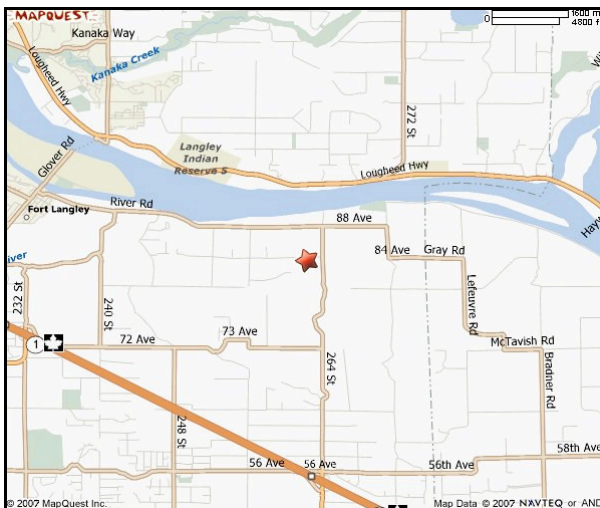 MAPQUEST
1600 m
0
4800 f
Kanaka Way
Kanaka Creek
Lougheed Hwy
272 St
Glover Rd
Langley
Indian
Reserve 5
Lougheed Hwy
River Rd
Fort Langley
88 Ave
84 Ave
Gray Rd
Hayw
iver
232 St
240 St
Lefeuvre Rd
73 Ave
72 Ave
McTavish Rd
1
264 St
Bradner Rd
248 St
58th Ave
56 Ave
56 Ave
56th Ave
© 2007 MapQuest Inc.
Map Data © 2007 NAVTEQ or AND